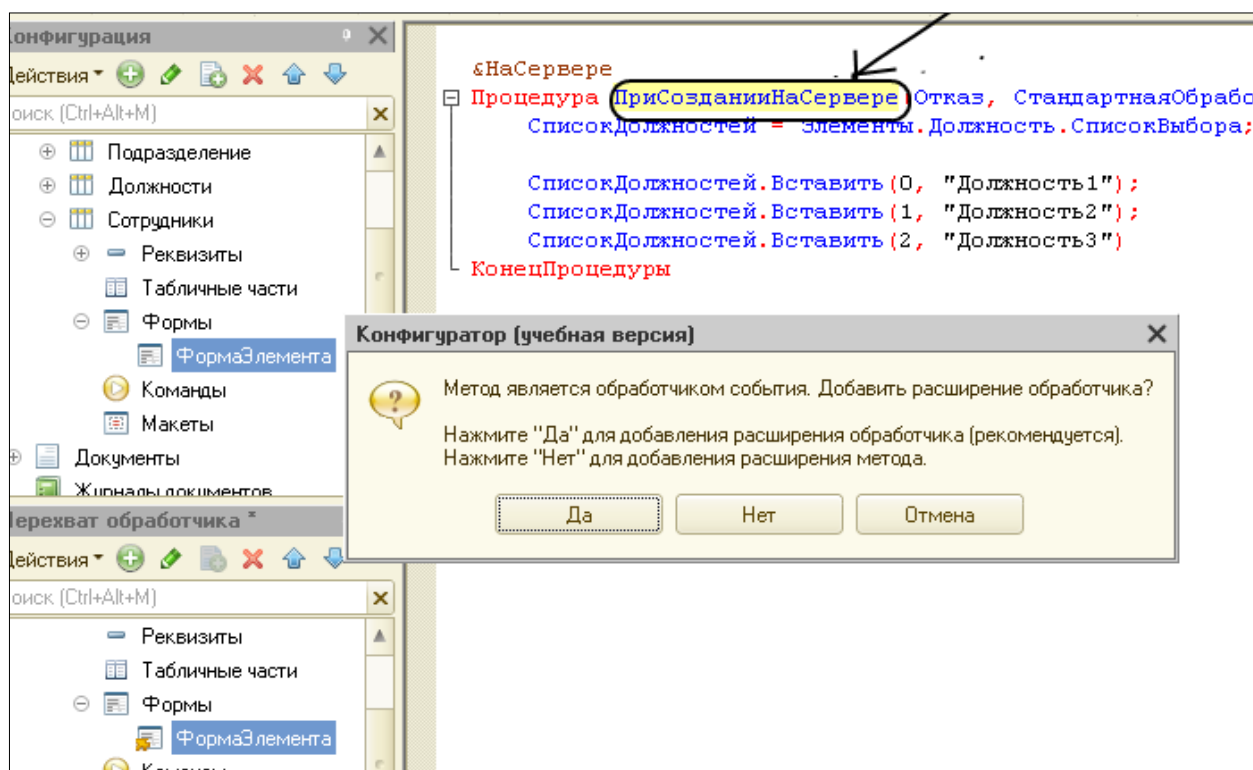 онфигурация
Действия
оиск (Ctrl+Alt+M)
Подразделение
Должности
Сотрудники
Реквизиты
Табличные части
Формы
ФормаЭлемента
Команды
Макеты
Документы
Журналы документов
Перехват обработчика *
Действия
оиск (Ctrl+Alt+M)
Реквизиты
Табличные части
Формы
ФормаЭлемента
Команды
&НаСервере
Процедура ПриСозданииНаСервере(Отказ, СтандартнаяОбрабо
СписокДолжностей = Элементы.Должность.СписокВыбора;
СписокДолжностей.Вставить(0, "Должность1");
СписокДолжностей.Вставить(1, "Должность2");
СписокДолжностей.Вставить(2, "Должность3")
КонецПроцедуры
Конфигуратор (учебная версия)
Метод является обработчиком события. Добавить расширение обработчика?
Нажмите "Да" для добавления расширения обработчика (рекомендуется).
Нажмите "Нет" для добавления расширения метода.
Да
Нет
Отмена